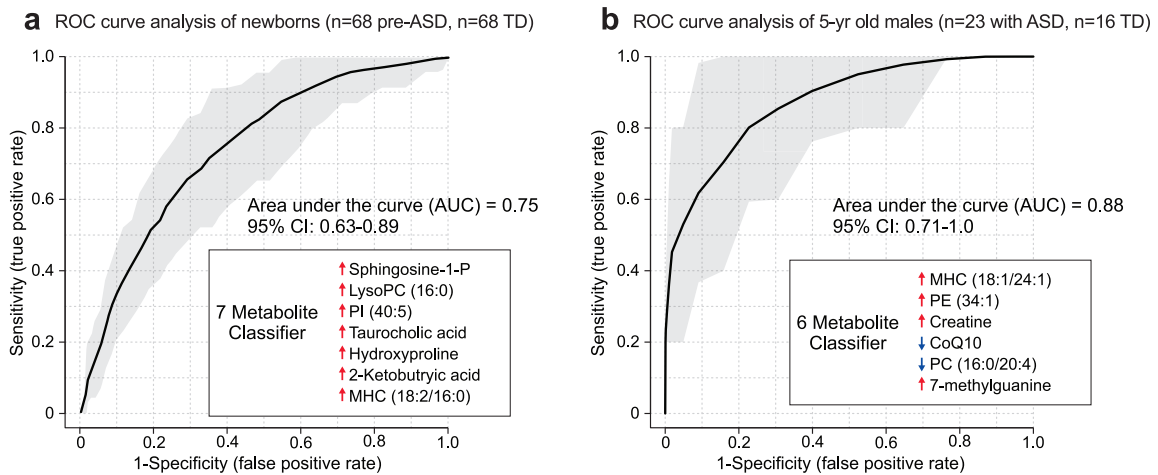 a ROC curve analysis of newborns (n=68 pre-ASD, n=68 TD)
Sensitivity (true positive rate)
1.0
0.8
0.6
0.4
0.2
0
Area under the curve (AUC) = 0.75
95% CI: 0.63-0.89
7 Metabolite
Classifier
↑ Sphingosine-1-P
↑ LysoPC (16:0)
↑ PI (40:5)
↑ Taurocholic acid
↑ Hydroxyproline
↑ 2-Ketobutryic acid
↑ MHC (18:2/16:0)
0 0.2 0.4 0.6 0.8 1.0
1-Specificity (false positive rate)
b ROC curve analysis of 5-yr old males (n=23 with ASD, n=16 TD)
Sensitivity (true positive rate)
1.0
0.8
0.6
0.4
0.2
0
Area under the curve (AUC) = 0.88
95% CI: 0.71-1.0
6 Metabolite
Classifier
↑ MHC (18:1/24:1)
↑ PE (34:1)
↑ Creatine
↓ CoQ10
↓ PC (16:0/20:4)
↑ 7-methylguanine
0 0.2 0.4 0.6 0.8 1.0
1-Specificity (false positive rate)